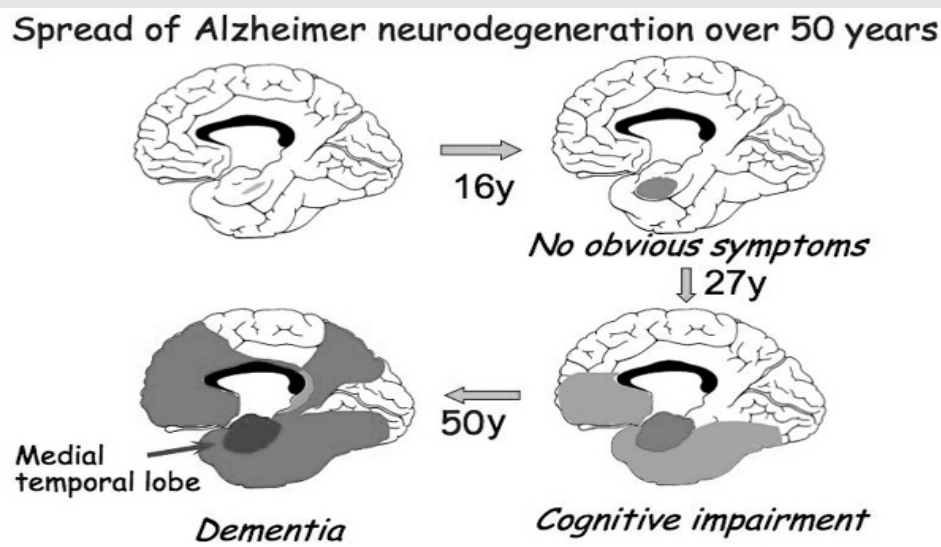 Spread of Alzheimer neurodegeneration over 50 years
16y
No obvious symptoms
27y
50y
Medial
temporal lobe
Dementia
Cognitive impairment